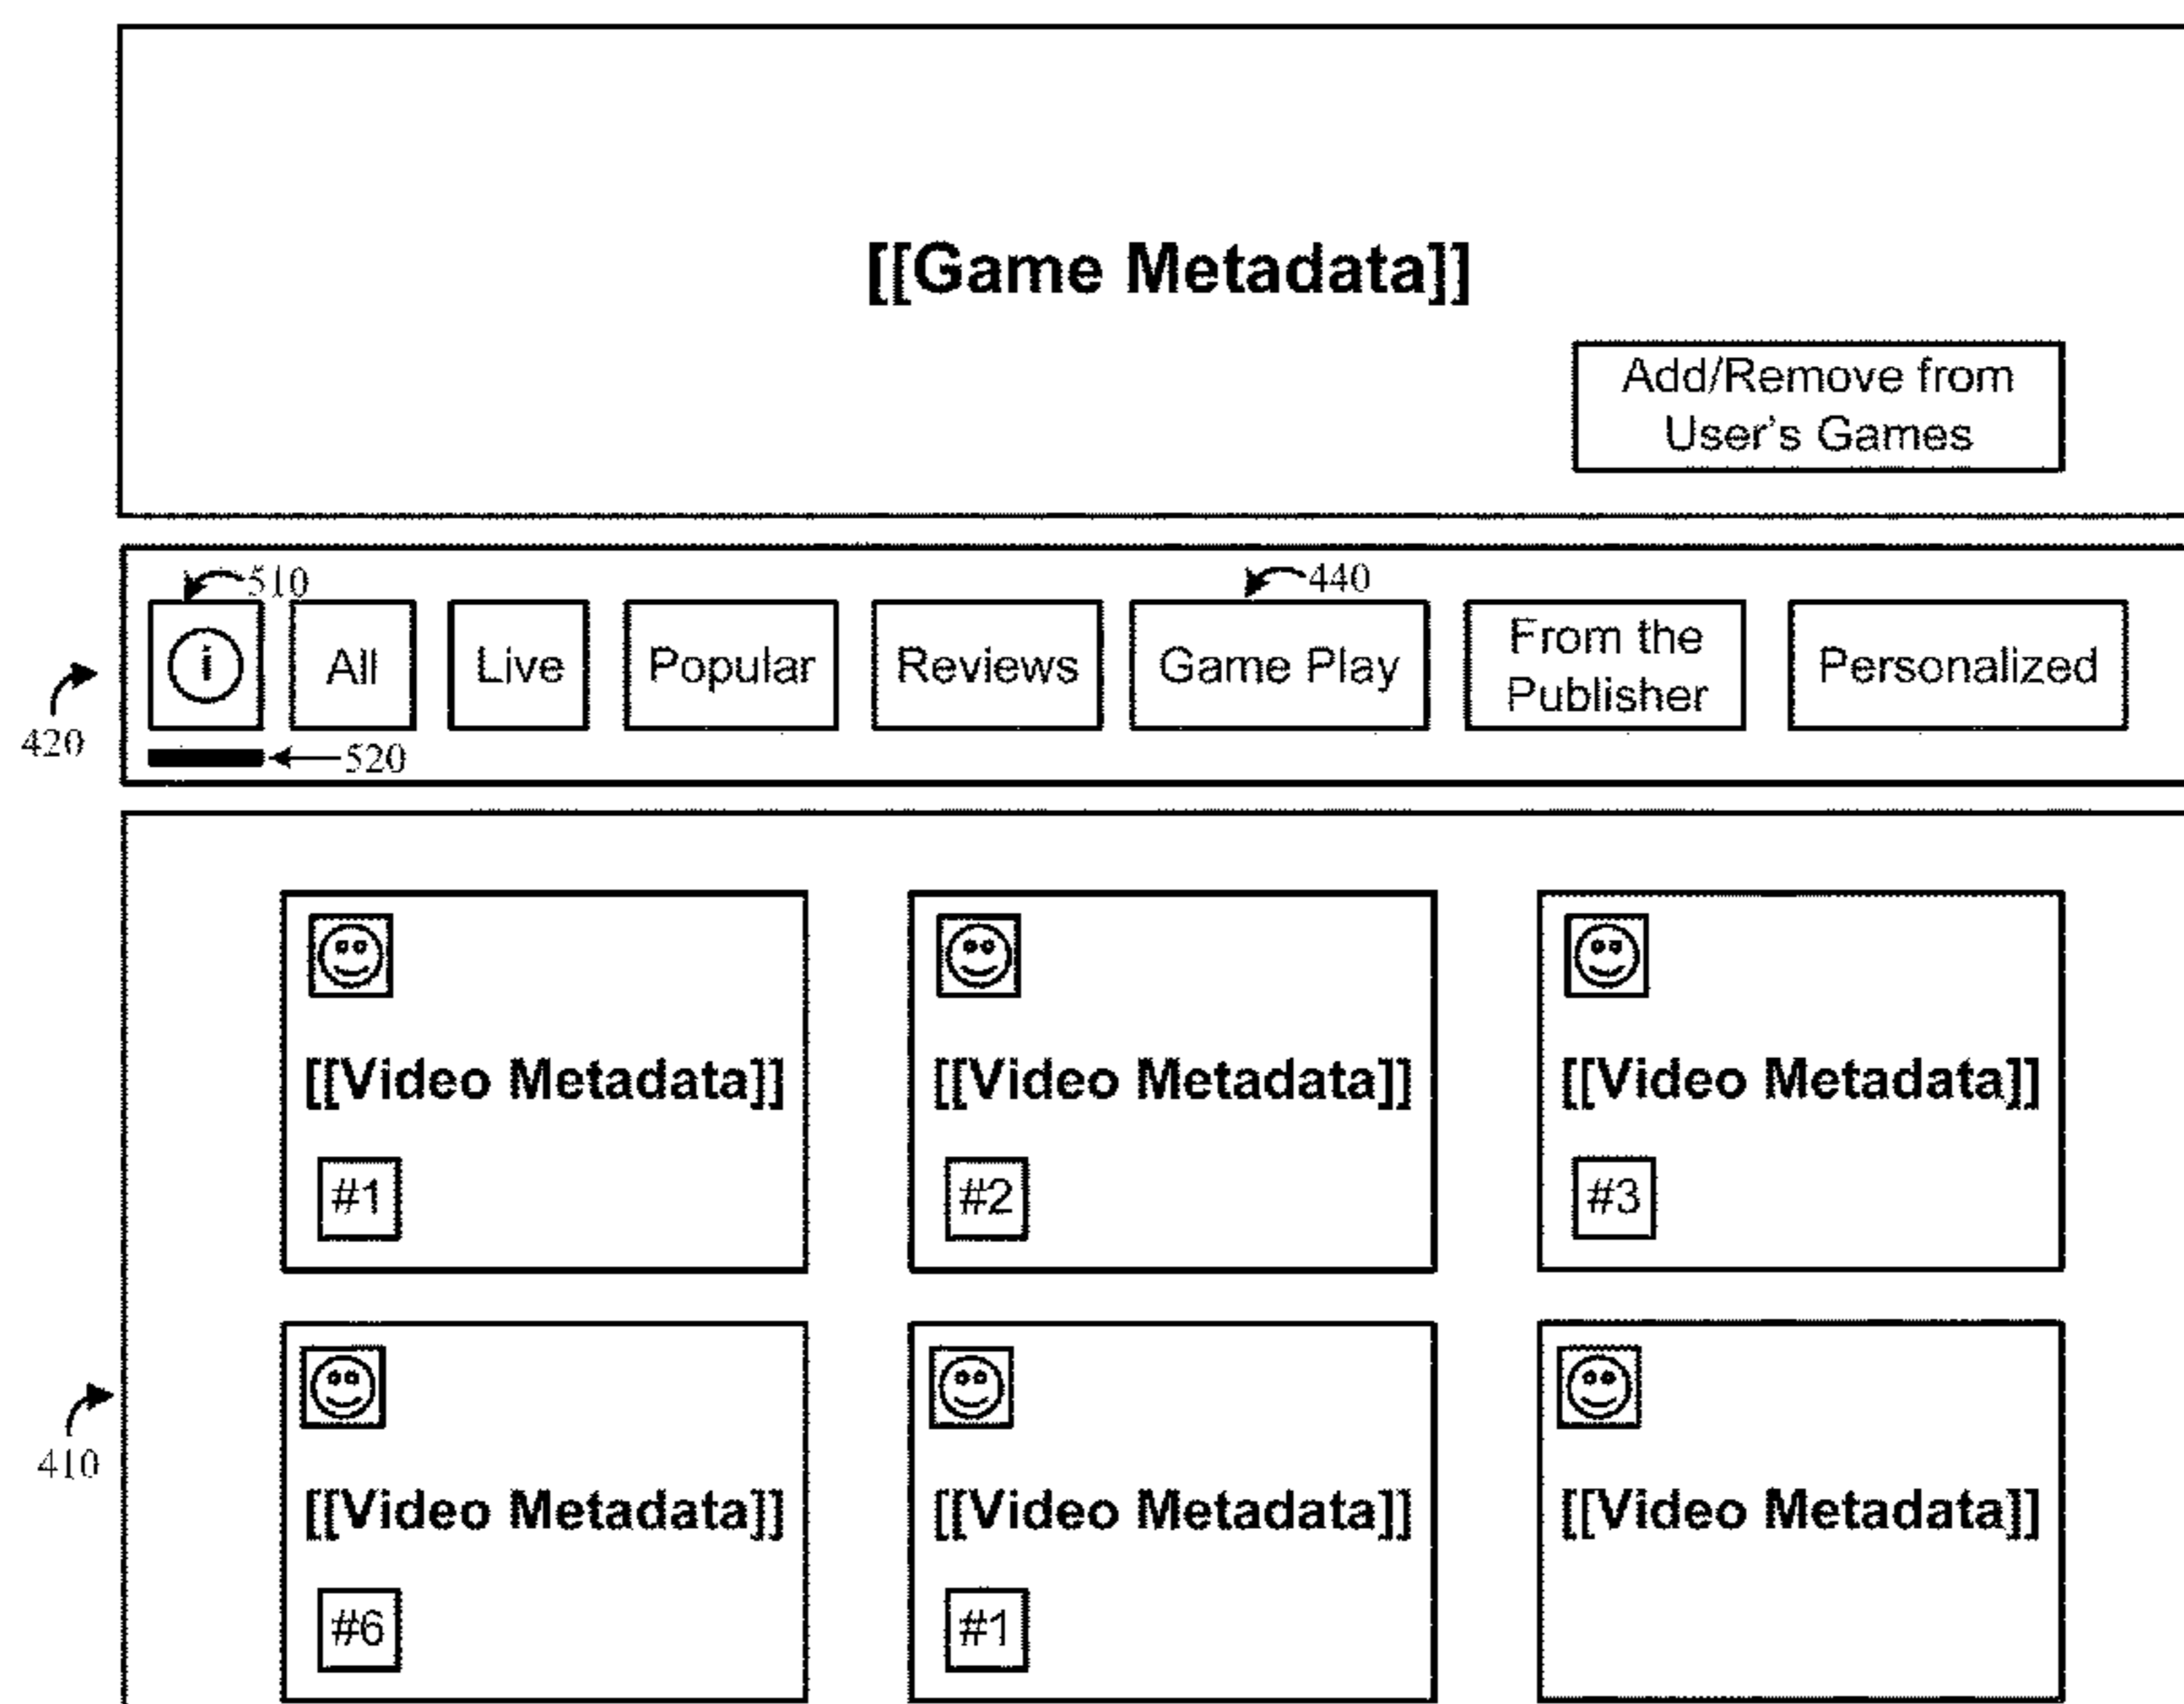 [[Game Metadata]]
Add/Remove from
User's Games
510
440
i
All
Live
Popular
Reviews
Game Play
From the
Publisher
Personalized
420
520
[[Video Metadata]]
#1
[[Video Metadata]]
#2
[[Video Metadata]]
#3
410
[[Video Metadata]]
#6
[[Video Metadata]]
#1
[[Video Metadata]]